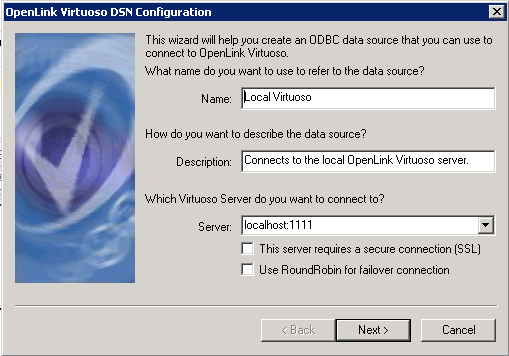 OpenLink Virtuoso DSN Configuration
This wizard will help you create an ODBC data source that you can use to
connect to OpenLink Virtuoso.
What name do you want to use to refer to the data source?
Name: Local Virtuoso
How do you want to describe the data source?
Description: Connects to the local OpenLink Virtuoso server.
Which Virtuoso Server do you want to connect to?
Server: localhost:1111
This server requires a secure connection (SSL)
Use RoundRobin for failover connection
< Back Next > Cancel